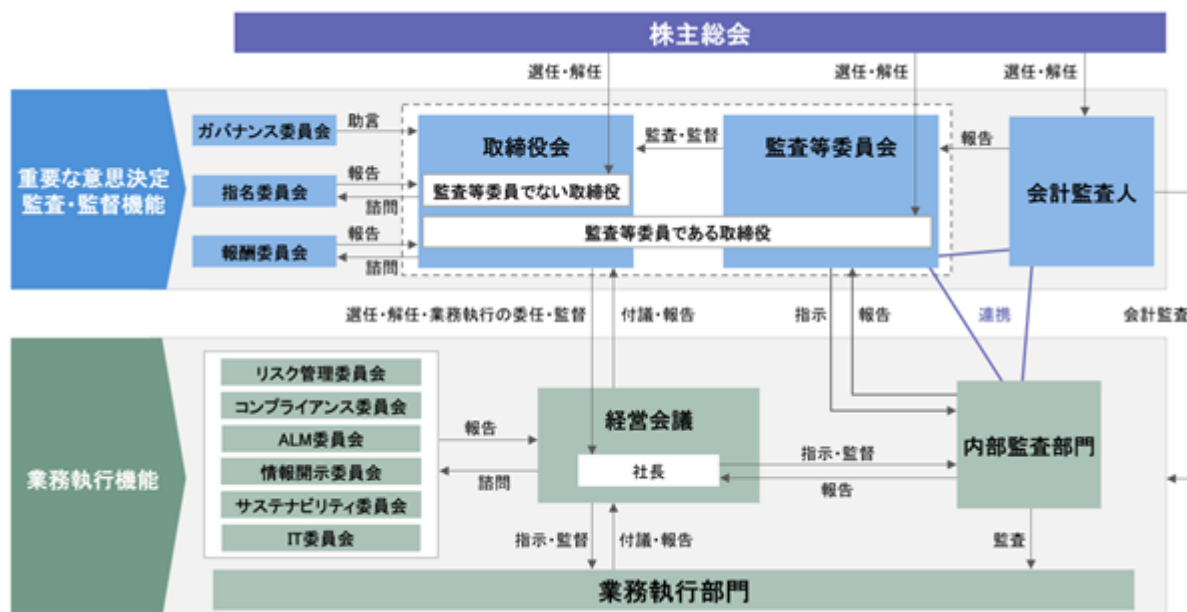 株主総会
選任・解任
選任・解任
選任・解任
重要な意思決定
監査・監督機能
ガバナンス委員会
助言
指名委員会
報告
諮問
報酬委員会
報告
諮問
取締役会
監査・監督
監査等委員会
報告
会計監査人
監査等委員でない取締役
監査等委員である取締役
選任・解任・業務執行の委任・監督
付議・報告
指示
報告
連携
会計監査
業務執行機能
リスク管理委員会
コンプライアンス委員会
ALM委員会
情報開示委員会
サステナビリティ委員会
IT委員会
報告
諮問
経営会議
社長
指示・監督
報告
内部監査部門
指示・監督
付議・報告
監査
業務執行部門